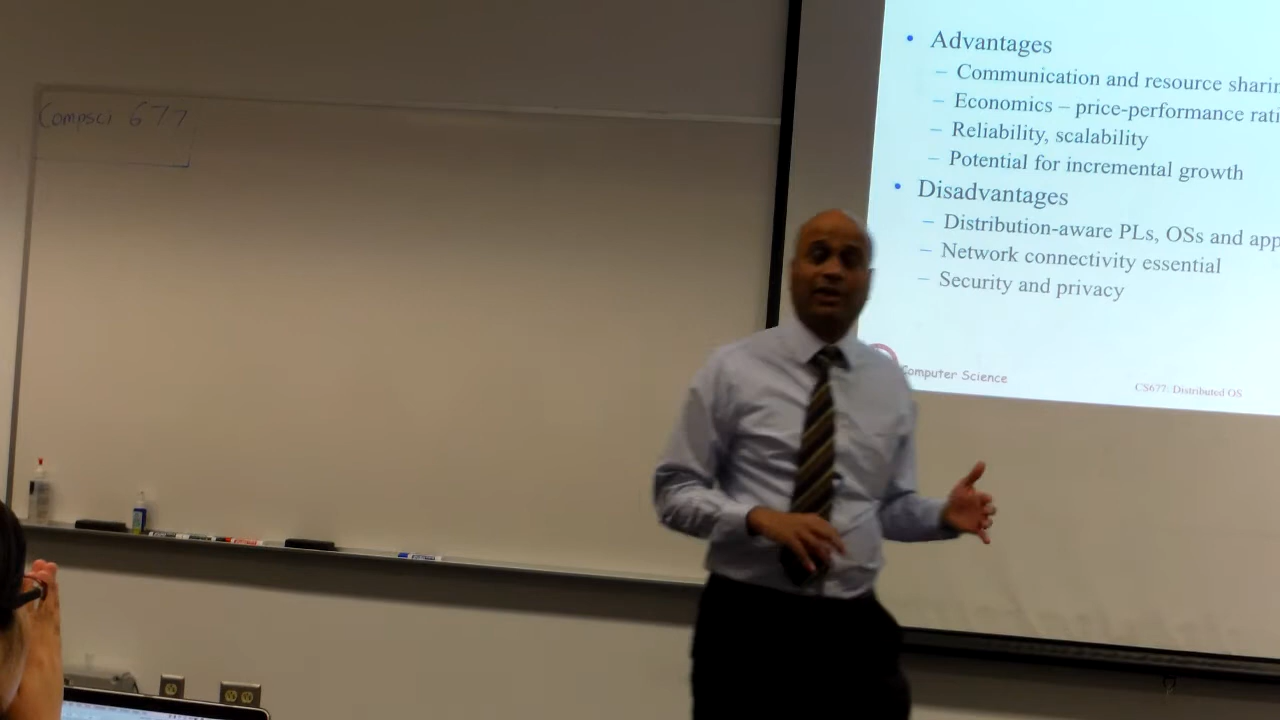 Compsci 677
• Advantages
– Communication and resource sharin
– Economics – price-performance rati
– Reliability, scalability
– Potential for incremental growth
• Disadvantages
– Distribution-aware PLs, OSs and app
– Network connectivity essential
– Security and privacy
Computer Science
CS677: Distributed OS